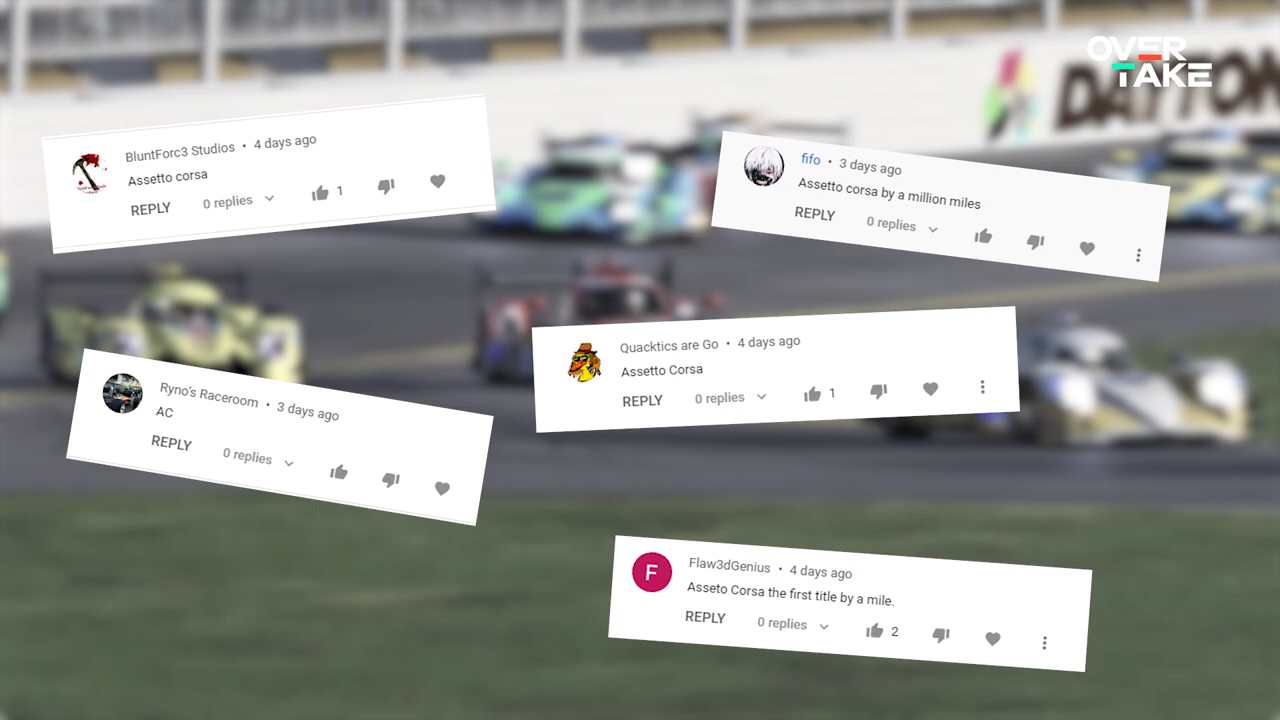 OVER
TAKE
DAYTON
BluntForc3 Studios • 4 days ago
Assetto corsa
REPLY 0 replies 1
fifo • 3 days ago
Assetto corsa by a million miles
REPLY 0 replies
Quacktics are Go • 4 days ago
Assetto Corsa
REPLY 0 replies 1
Ryno's Raceroom • 3 days ago
AC
REPLY 0 replies
F
Flaw3dGenius • 4 days ago
Asseto Corsa the first title by a mile.
REPLY 0 replies 2